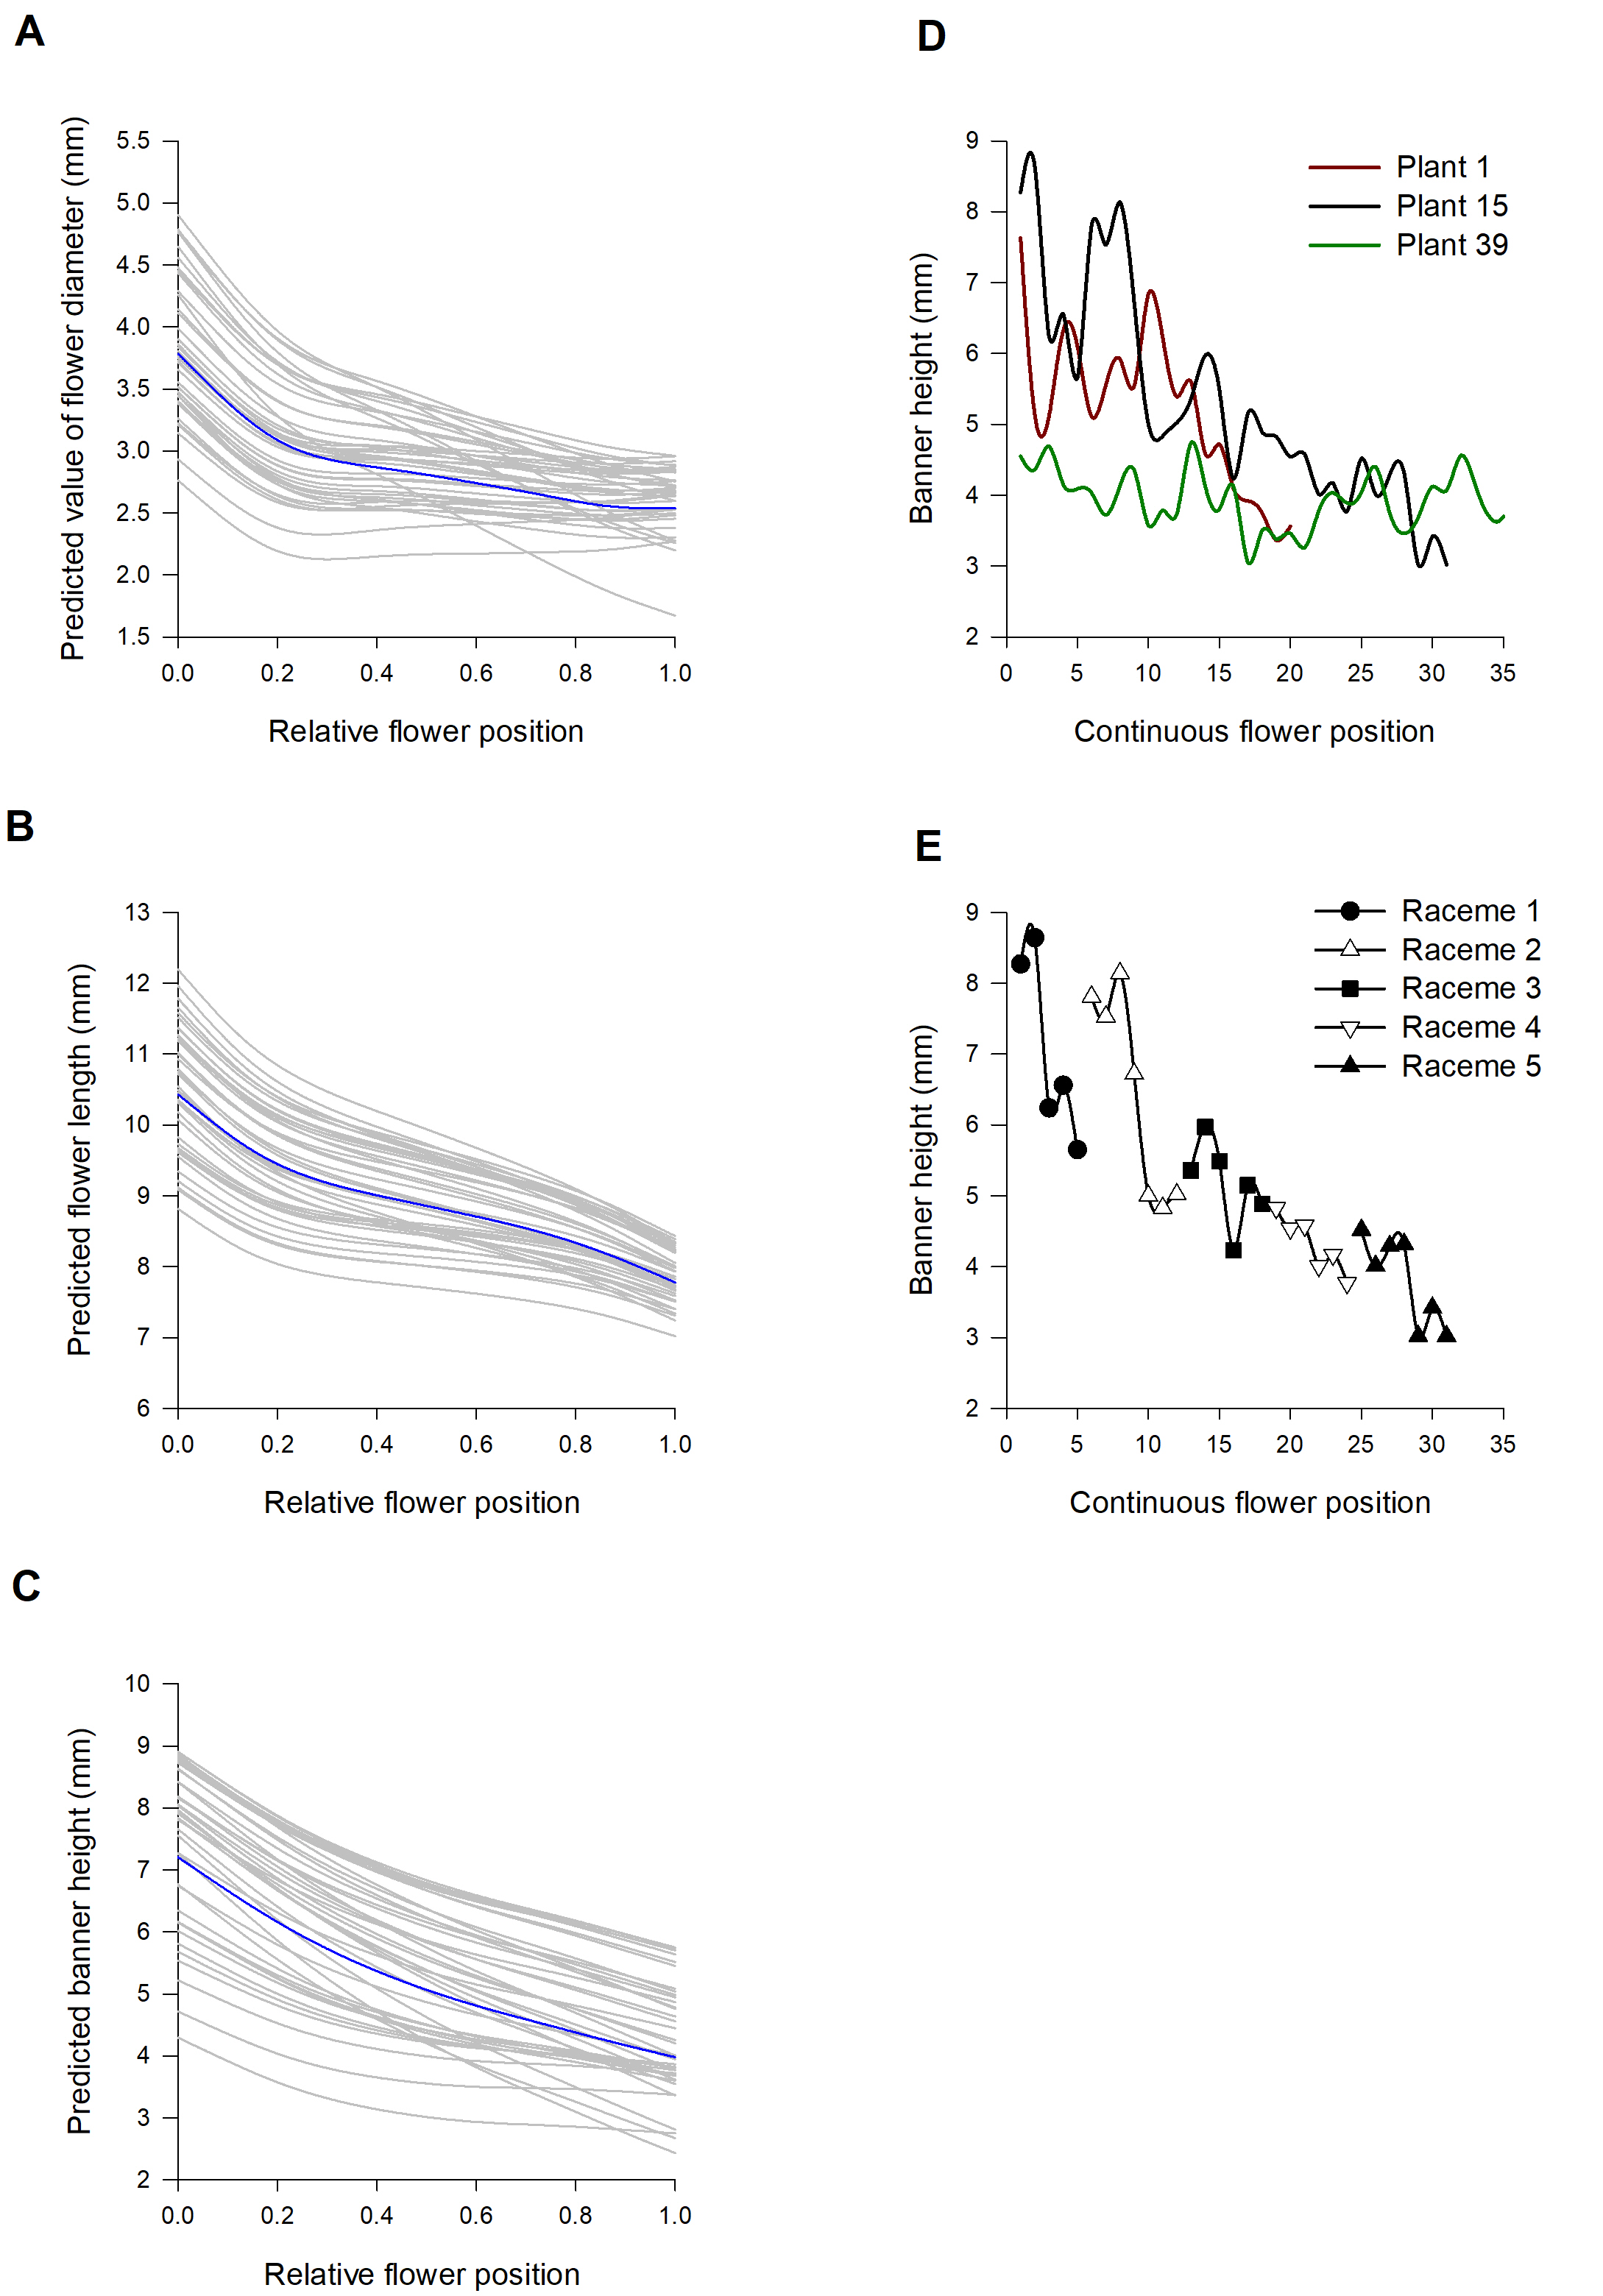 A
Predicted value of flower diameter (mm)
5.5
5.0
4.5
4.0
3.5
3.0
2.5
2.0
1.5
0.0 0.2 0.4 0.6 0.8 1.0
Relative flower position
B
Predicted flower length (mm)
13
12
11
10
9
8
7
6
0.0 0.2 0.4 0.6 0.8 1.0
Relative flower position
C
Predicted banner height (mm)
10
9
8
7
6
5
4
3
2
0.0 0.2 0.4 0.6 0.8 1.0
Relative flower position
D
Banner height (mm)
9
8
7
6
5
4
3
2
Plant 1
Plant 15
Plant 39
0 5 10 15 20 25 30 35
Continuous flower position
E
Banner height (mm)
9
8
7
6
5
4
3
2
Raceme 1
Raceme 2
Raceme 3
Raceme 4
Raceme 5
0 5 10 15 20 25 30 35
Continuous flower position